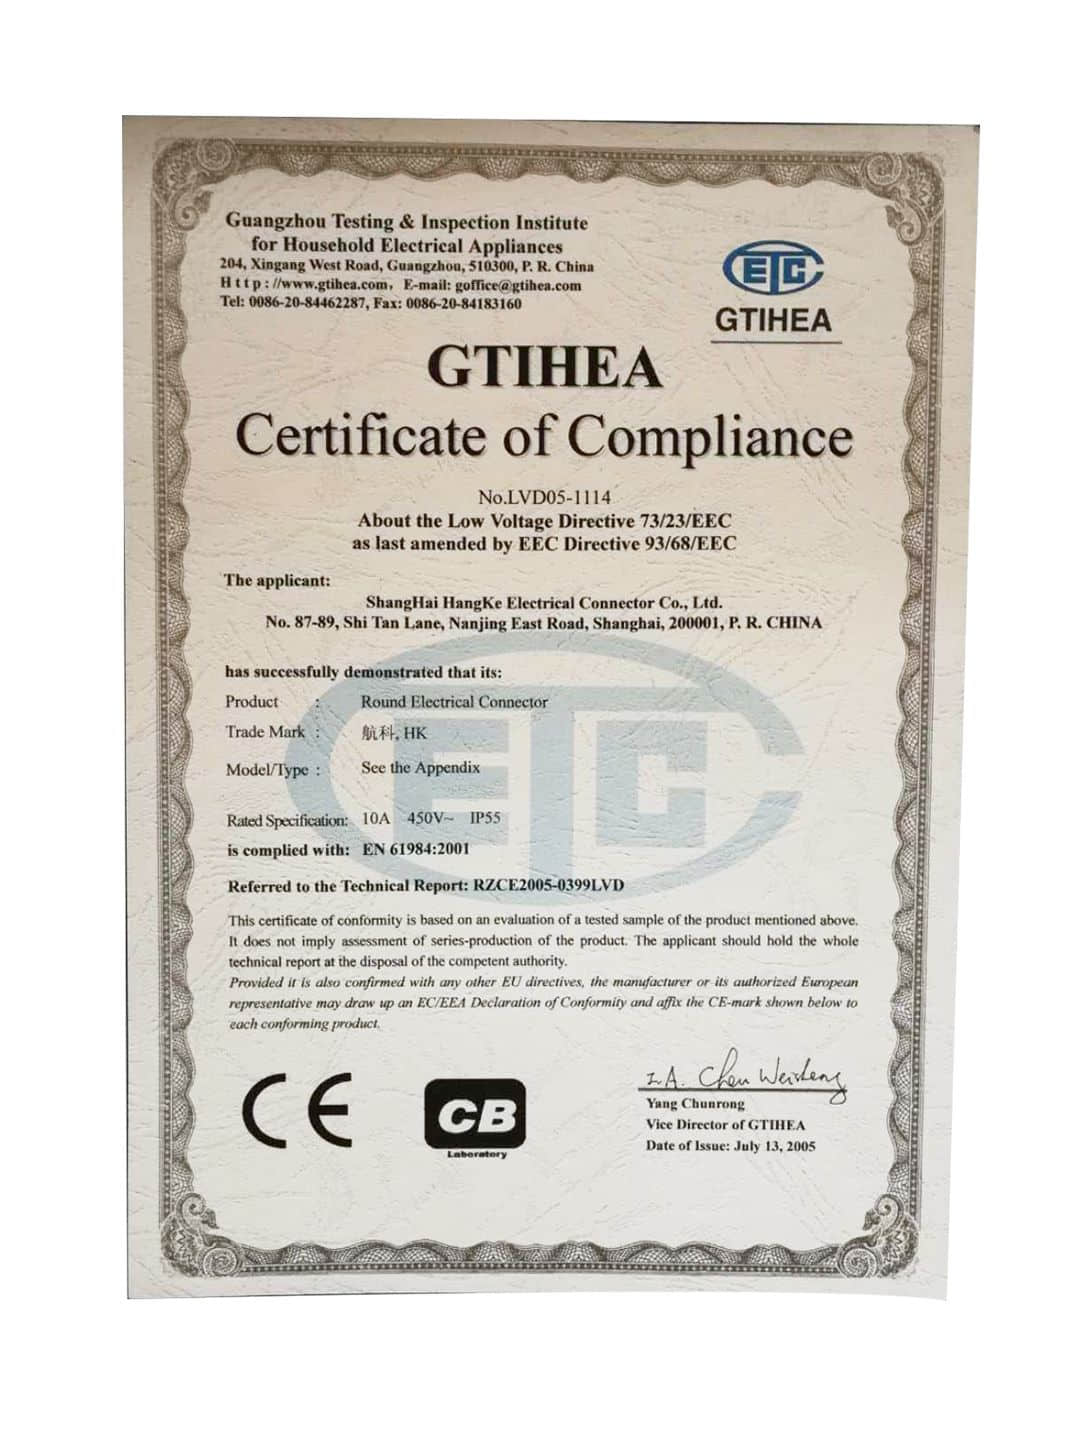 Guangzhou Testing & Inspection Institute
for Household Electrical Appliances
204, Xingang West Road, Guangzhou, 510300, P. R. China
Http://www.gtihea.com, E-mail: goffice@gtihea.com
Tel: 0086-20-84462287, Fax: 0086-20-84183160
ETC
GTIHEA
GTIHEA
Certificate of Compliance
No.LVD05-1114
About the Low Voltage Directive 73/23/EEC
as last amended by EEC Directive 93/68/EEC
The applicant:
ShangHai HangKe Electrical Connector Co., Ltd.
No. 87-89, Shi Tan Lane, Nanjing East Road, Shanghai, 200001, P. R. CHINA
has successfully demonstrated that its:
Product : Round Electrical Connector
Trade Mark : 航科, HK
Model/Type : See the Appendix
ETC
Rated Specification: 10A 450V~ IP55
is complied with: EN 61984:2001
Referred to the Technical Report: RZCE2005-0399LVD
This certificate of conformity is based on an evaluation of a tested sample of the product mentioned above.
It does not imply assessment of series-production of the product. The applicant should hold the whole
technical report at the disposal of the competent authority.
Provided it is also confirmed with any other EU directives, the manufacturer or its authorized European
representative may draw up an EC/EEA Declaration of Conformity and affix the CE-mark shown below to
each conforming product.
CE
CB
Laboratory
Yang Chunrong
Vice Director of GTIHEA
Date of Issue: July 13, 2005